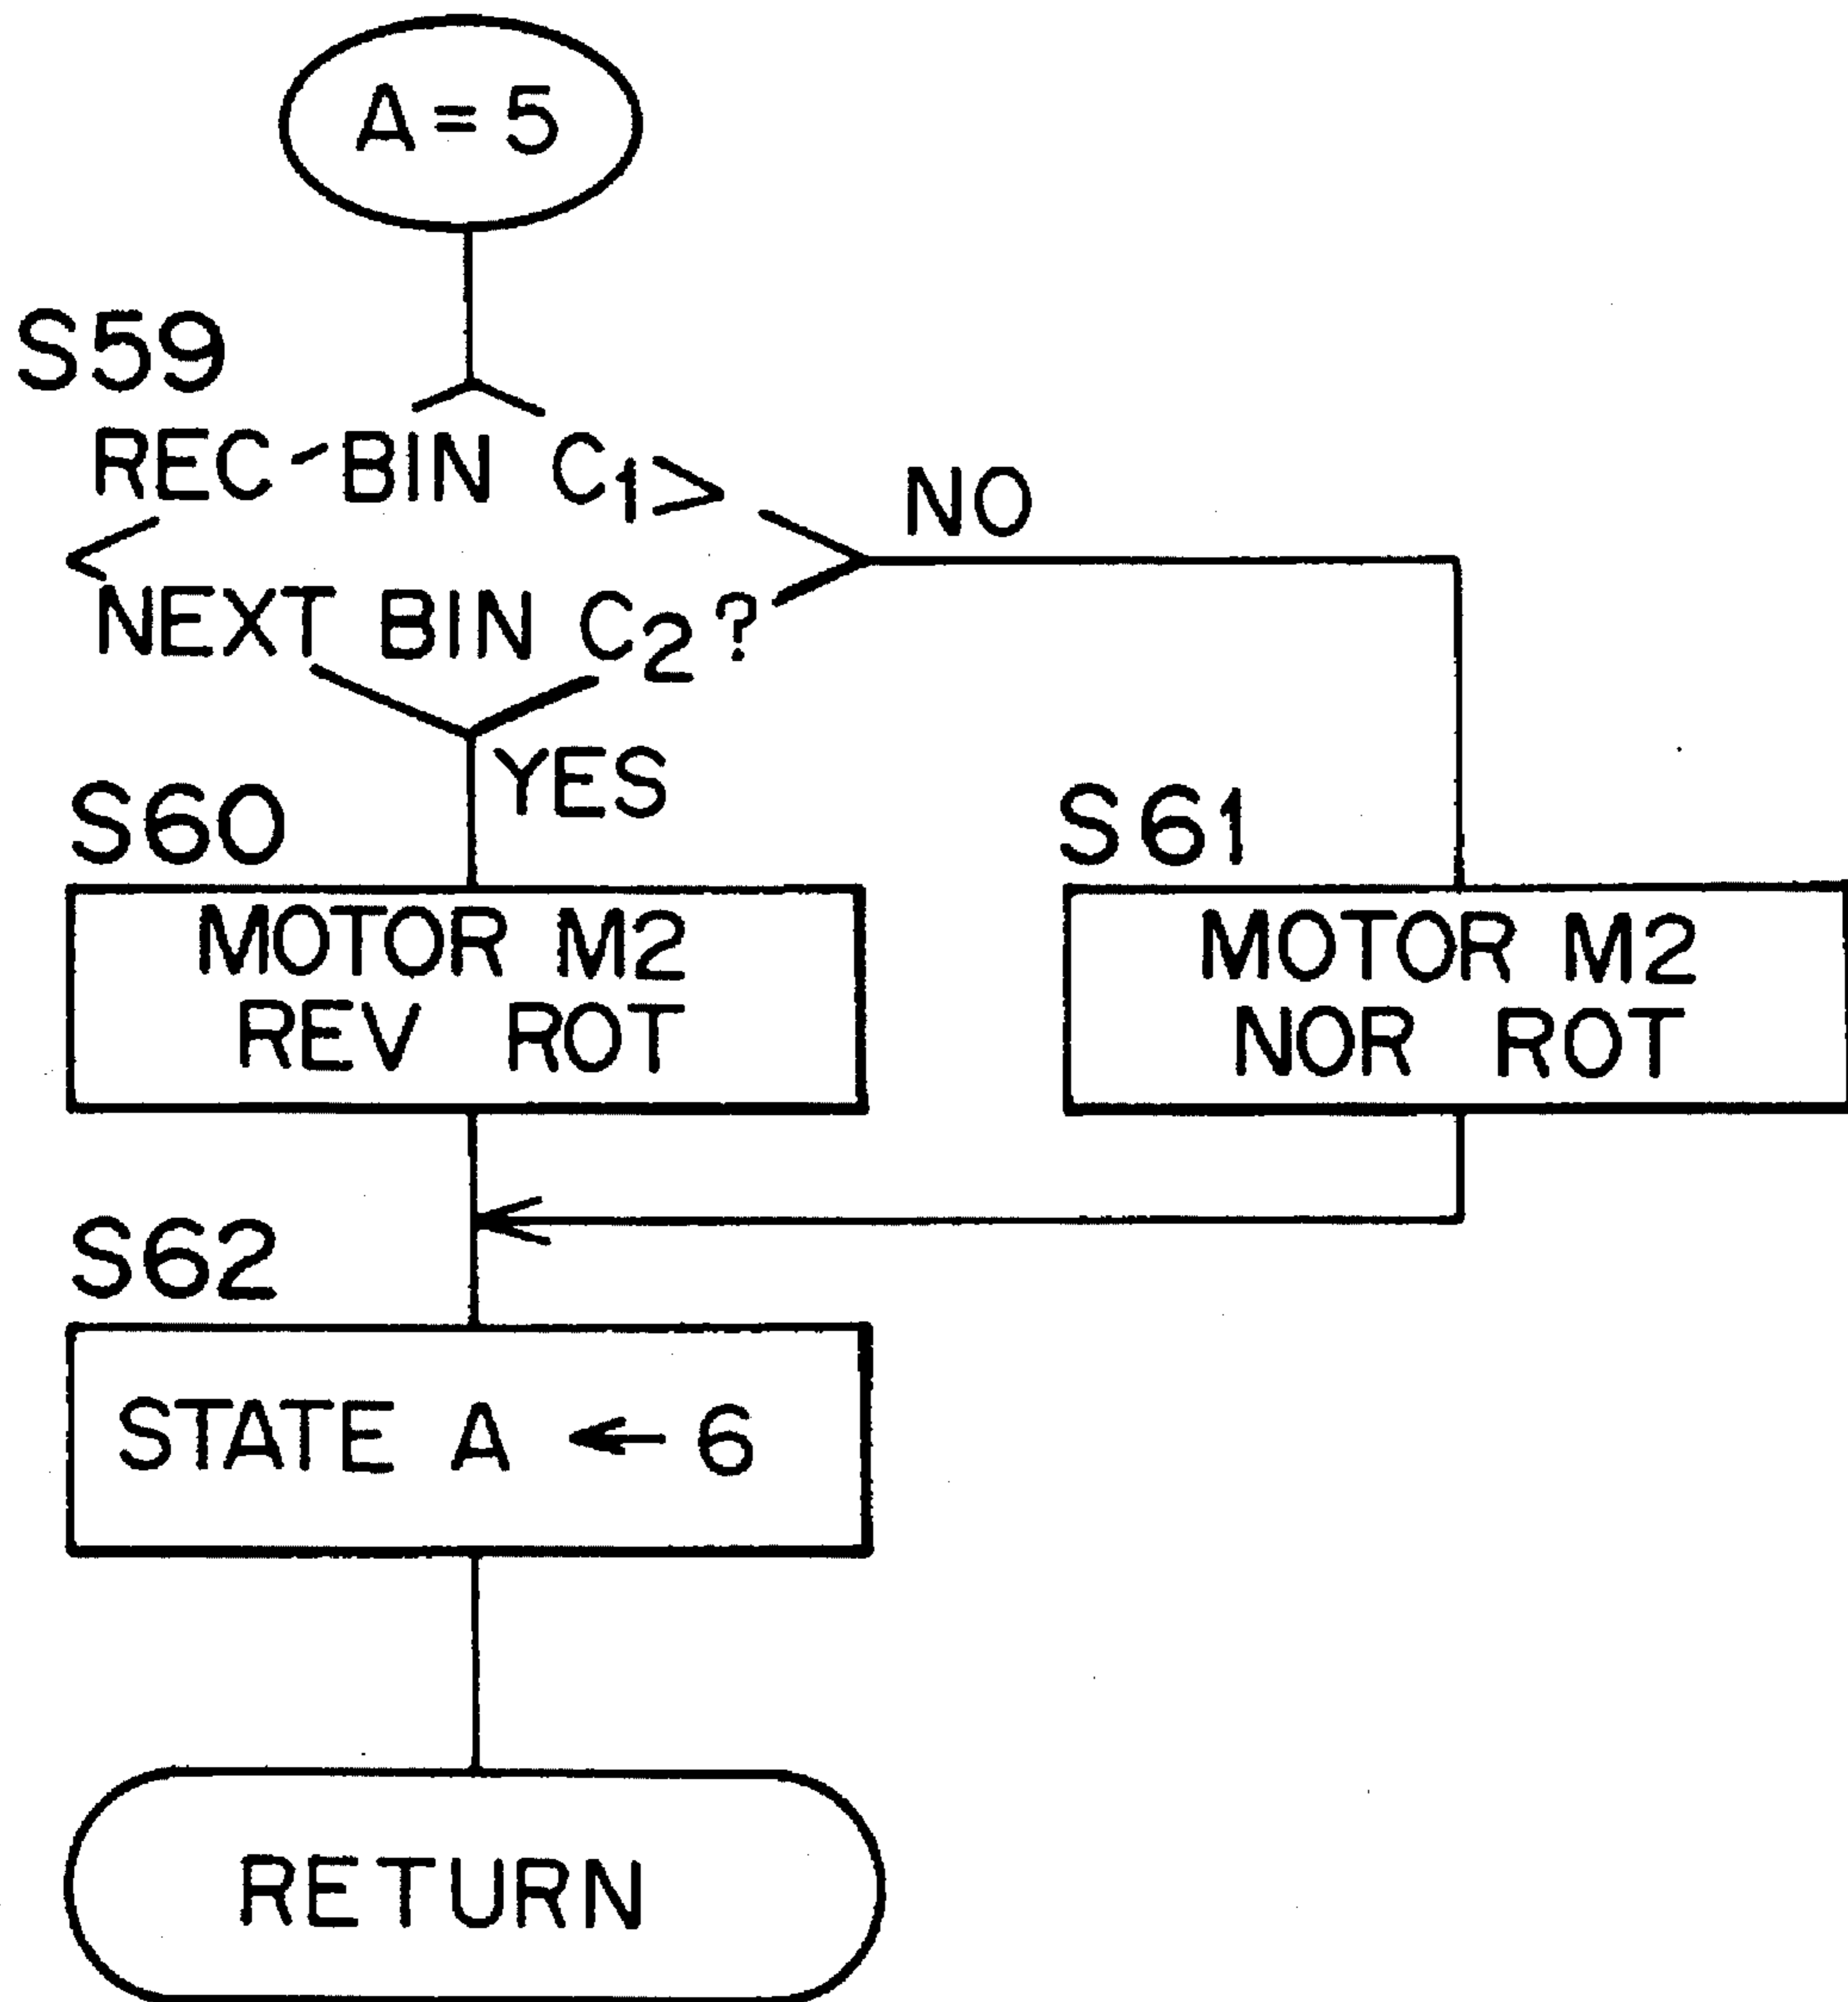 A=5
S59
REC-BIN C1>
NO
NEXT BIN C2?
YES
S60
S61
MOTOR M2
REV ROT
MOTOR M2
NOR ROT
S62
STATE A ← 6
RETURN